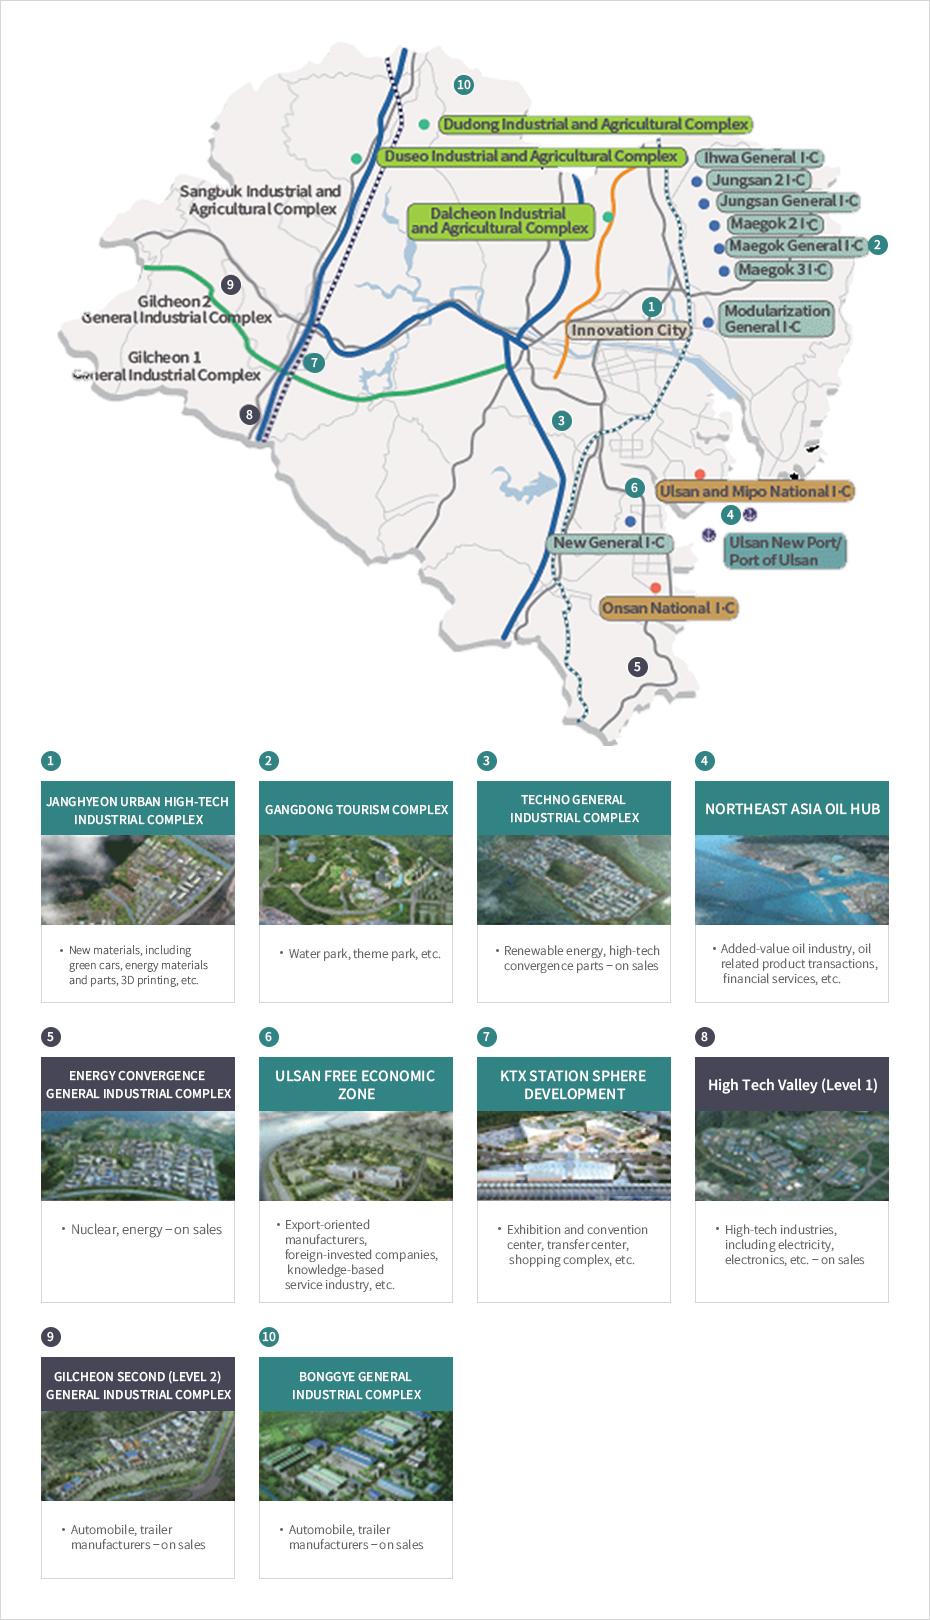 10
Dudong Industrial and Agricultural Complex
Duseo Industrial and Agricultural Complex
Ihwa General I·C
Jungsan 2 I·C
Sangbuk Industrial and
Agricultural Complex
Jungsan General I·C
Dalcheon Industrial
and Agricultural Complex
Maegok 2 I·C
Maegok General I·C
2
Maegok 3 I·C
9
Gilcheon 2
General Industrial Complex
1
Innovation City
Modularization
General I·C
Gilcheon 1
General Industrial Complex
7
8
3
6
Ulsan and Mipo National I·C
4
New General I·C
Ulsan New Port/
Port of Ulsan
Onsan National I·C
5
1
JANGHYEON URBAN HIGH-TECH
INDUSTRIAL COMPLEX
• New materials, including
green cars, energy materials
and parts, 3D printing, etc.
2
GANGDONG TOURISM COMPLEX
• Water park, theme park, etc.
3
TECHNO GENERAL
INDUSTRIAL COMPLEX
• Renewable energy, high-tech
convergence parts – on sales
4
NORTHEAST ASIA OIL HUB
• Added-value oil industry, oil
related product transactions,
financial services, etc.
5
ENERGY CONVERGENCE
GENERAL INDUSTRIAL COMPLEX
• Nuclear, energy – on sales
6
ULSAN FREE ECONOMIC
ZONE
• Export-oriented
manufacturers,
foreign-invested companies,
knowledge-based
service industry, etc.
7
KTX STATION SPHERE
DEVELOPMENT
• Exhibition and convention
center, transfer center,
shopping complex, etc.
8
High Tech Valley (Level 1)
• High-tech industries,
including electricity,
electronics, etc. – on sales
9
GILCHEON SECOND (LEVEL 2)
GENERAL INDUSTRIAL COMPLEX
• Automobile, trailer
manufacturers – on sales
10
BONGGYE GENERAL
INDUSTRIAL COMPLEX
• Automobile, trailer
manufacturers – on sales